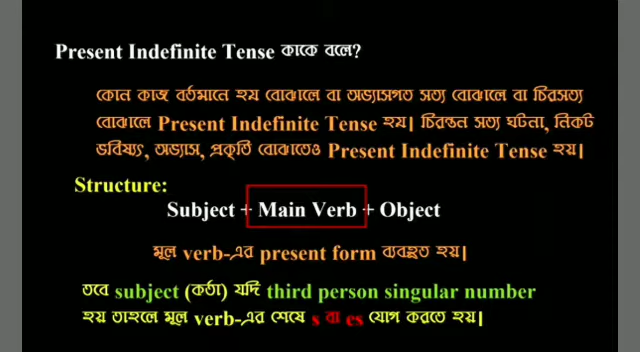 Present Indefinite Tense কাকে বলে?
কোন কাজ বর্তমানে হয় বোঝালে বা অভ্যাসগত সত্য বোঝালে বা চিরসত্য
বোঝালে Present Indefinite Tense হয়। চিরন্তন সত্য ঘটনা, নিকট
ভবিষ্যৎ, অভ্যাস, প্রকৃতি বোঝাতেও Present Indefinite Tense হয়।
Structure:
Subject + Main Verb + Object
মূল verb-এর present form ব্যবহৃত হয়।
তবে subject (কর্তা) যদি third person singular number
হয় তাহলে মূল verb-এর শেষে s বা es যোগ করতে হয়।